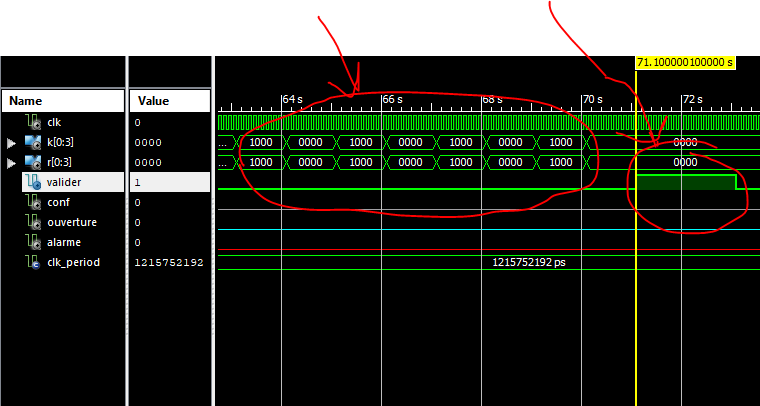 71.100000100000 s
Name Value 64 s 66 s 68 s 70 s 72 s
clk 0
k[0:3] 0000 ... 1000 0000 1000 0000 1000 0000 1000 0000
r[0:3] 0000 ... 1000 0000 1000 0000 1000 0000 1000 0000
valider 1
conf 0
ouverture 0
alarme 0
clk_period 1215752192 1215752192 ps